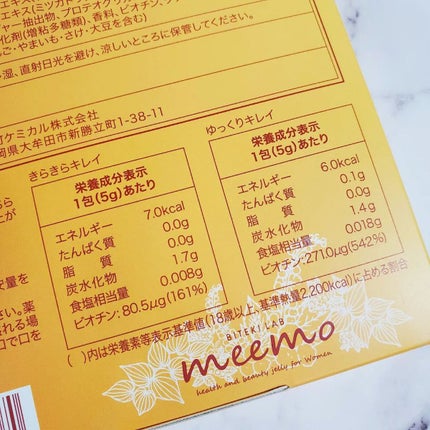 エキス(ミツガシワ
ャー抽出物、プロテオグリ
化剤(増粘多糖類)、香料、ビオチン、
ご・やまいも・さけ・大豆を含む)
湿、直射日光を避け、涼しいところに保管してください。
ケミカル株式会社
岡県大牟田市新勝立町1-38-11
きらきらキレイ
栄養成分表示
1包(5g)あたり
エネルギー 7.0kcal
たんぱく質 0.0g
脂 質 0.0g
炭水化物 1.7g
食塩相当量 0.008g
ビオチン:80.5μg(161%)
ゆっくりキレイ
栄養成分表示
1包(5g)あたり
エネルギー 6.0kcal
たんぱく質 0.1g
脂 質 0.0g
炭水化物 1.4g
食塩相当量 0.018g
ビオチン:271.0μg(542%)
( )内は栄養素等表示基準値(18歳以上、基準熱量2,200kcal)に占める割合
BITEKI LAB
meemo
health and beauty jelly for Women